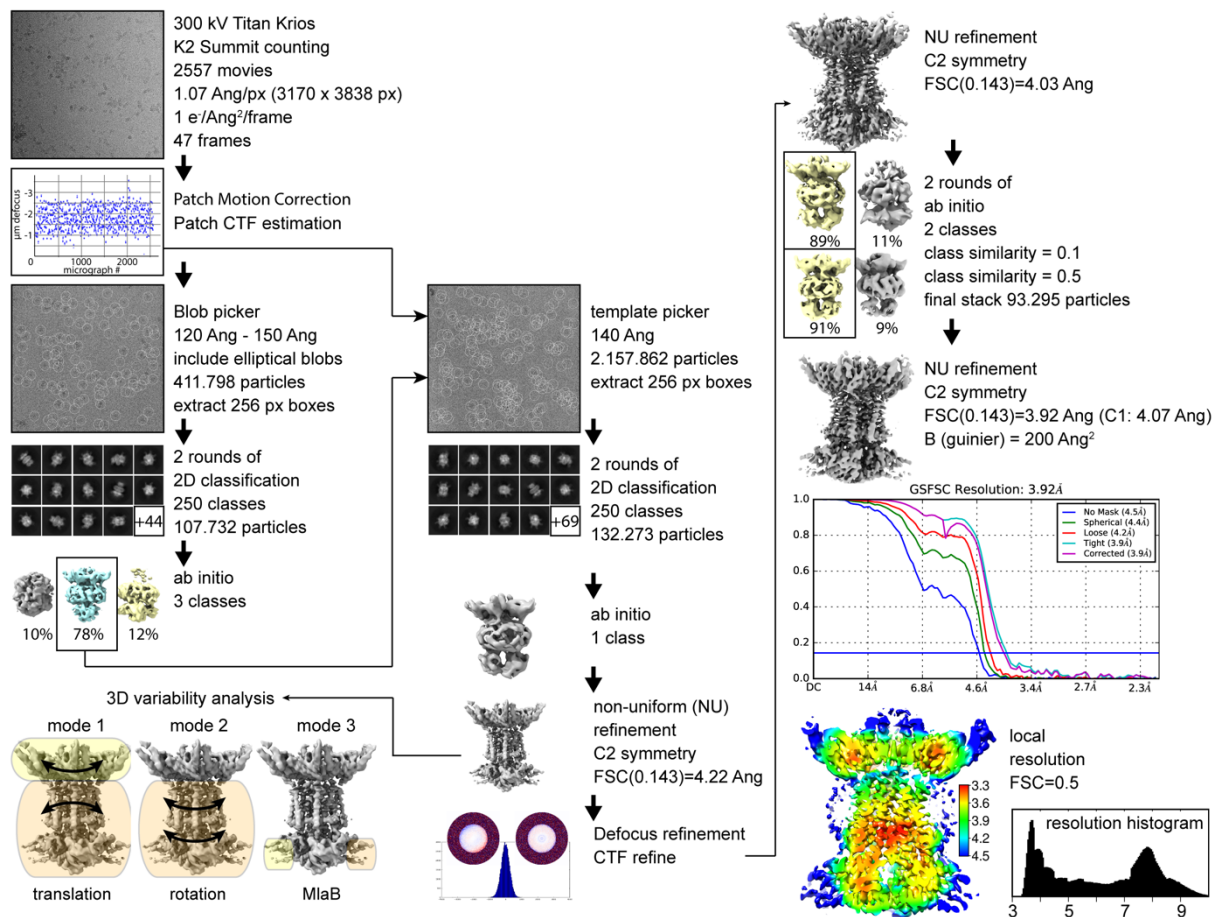 300 kV Titan Krios
K2 Summit counting
2557 movies
1.07 Ang/px (3170 x 3838 px)
1 e⁻/Ang²/frame
47 frames
µm defocus
-3
-2
-1
0
1000
2000
micrograph #
Patch Motion Correction
Patch CTF estimation
Blob picker
120 Ang - 150 Ang
include elliptical blobs
411.798 particles
extract 256 px boxes
+44
2 rounds of
2D classification
250 classes
107.732 particles
10%
78%
12%
ab initio
3 classes
template picker
140 Ang
2.157.862 particles
extract 256 px boxes
+69
2 rounds of
2D classification
250 classes
132.273 particles
ab initio
1 class
non-uniform (NU)
refinement
C2 symmetry
FSC(0.143)=4.22 Ang
3D variability analysis
mode 1
mode 2
mode 3
translation
rotation
MlaB
Defocus refinement
CTF refine
NU refinement
C2 symmetry
FSC(0.143)=4.03 Ang
89%
11%
91%
9%
2 rounds of
ab initio
2 classes
class similarity = 0.1
class similarity = 0.5
final stack 93.295 particles
NU refinement
C2 symmetry
FSC(0.143)=3.92 Ang (C1: 4.07 Ang)
B (guinier) = 200 Ang²
GSFSC Resolution: 3.92Å
1.0
0.8
0.6
0.4
0.2
0.0
DC
14Å
6.8Å
4.6Å
3.4Å
2.7Å
2.3Å
No Mask (4.5Å)
Spherical (4.4Å)
Loose (4.2Å)
Tight (3.9Å)
Corrected (3.9Å)
local
resolution
FSC=0.5
3.3
3.6
3.9
4.2
4.5
resolution histogram
3
5
7
9